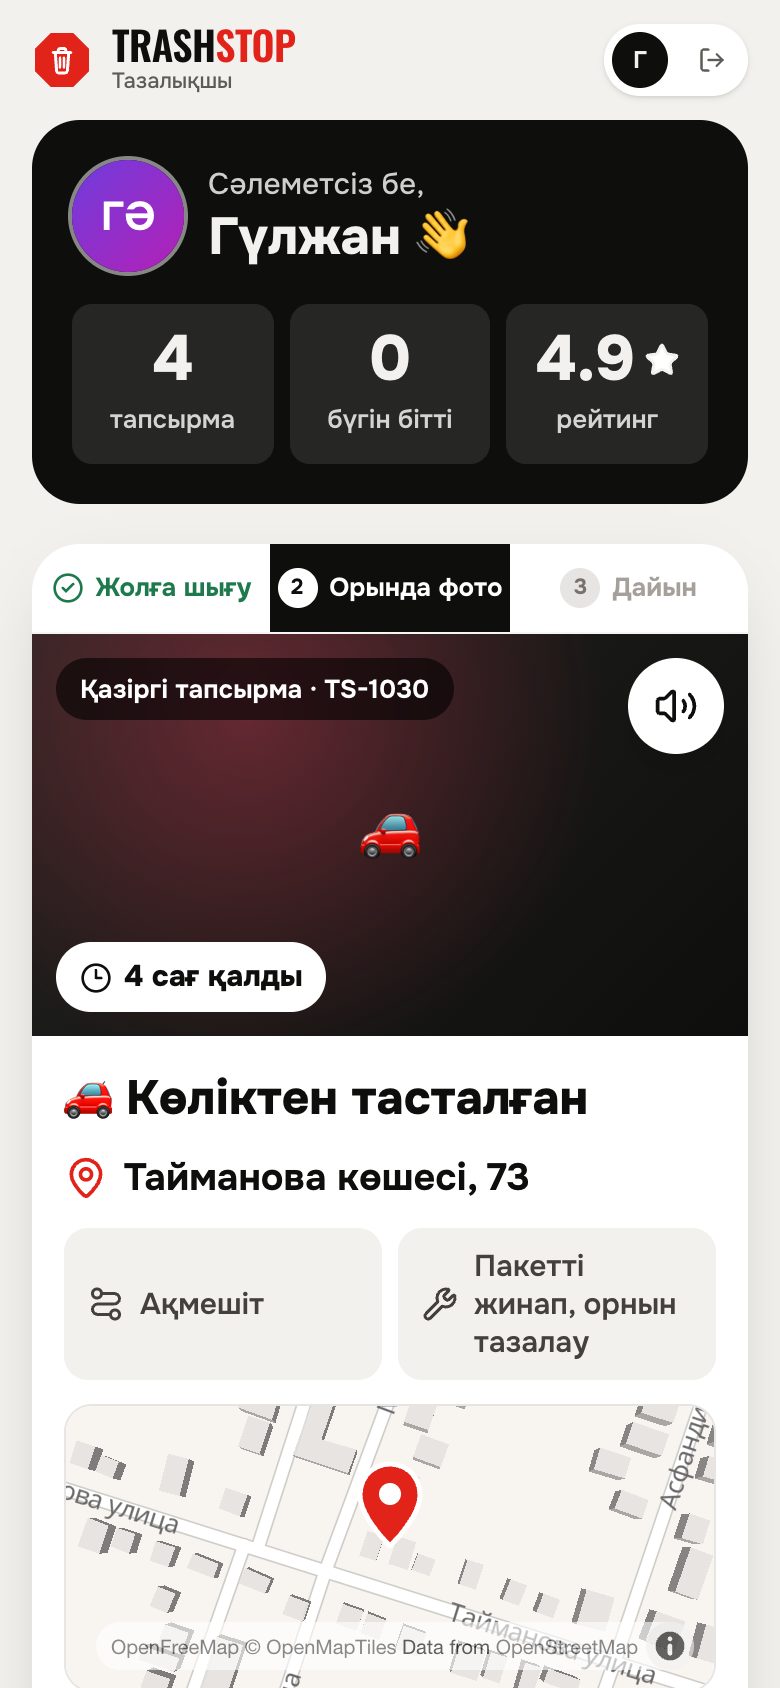 TRASHSTOP
Тазалықшы
Г
ГӘ
Сәлеметсіз бе,
Гүлжан 👋
4
тапсырма
0
бүгін бітті
4.9 ★
рейтинг
Жолға шығу
2 Орында фото
3 Дайын
Қазіргі тапсырма · TS-1030
4 сағ қалды
Көліктен тасталған
Тайманова көшесі, 73
Ақмешіт
Пакетті
жинап, орнын
тазалау
ова улица
Асфанди
Тайманова улица
OpenFreeMap © OpenMapTiles Data from OpenStreetMap